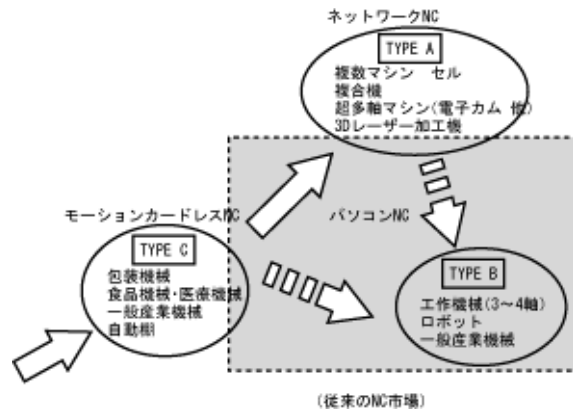 ネットワークNC
TYPE A
複数マシン　セル
複合機
超多軸マシン(電子カム 他)
3Dレーザー加工機
モーションカードレスNC
パソコンNC
TYPE C
包装機械
食品機械・医療機械
一般産業機械
自動棚
TYPE B
工作機械(3～4軸)
ロボット
一般産業機械
(従来のNC市場)